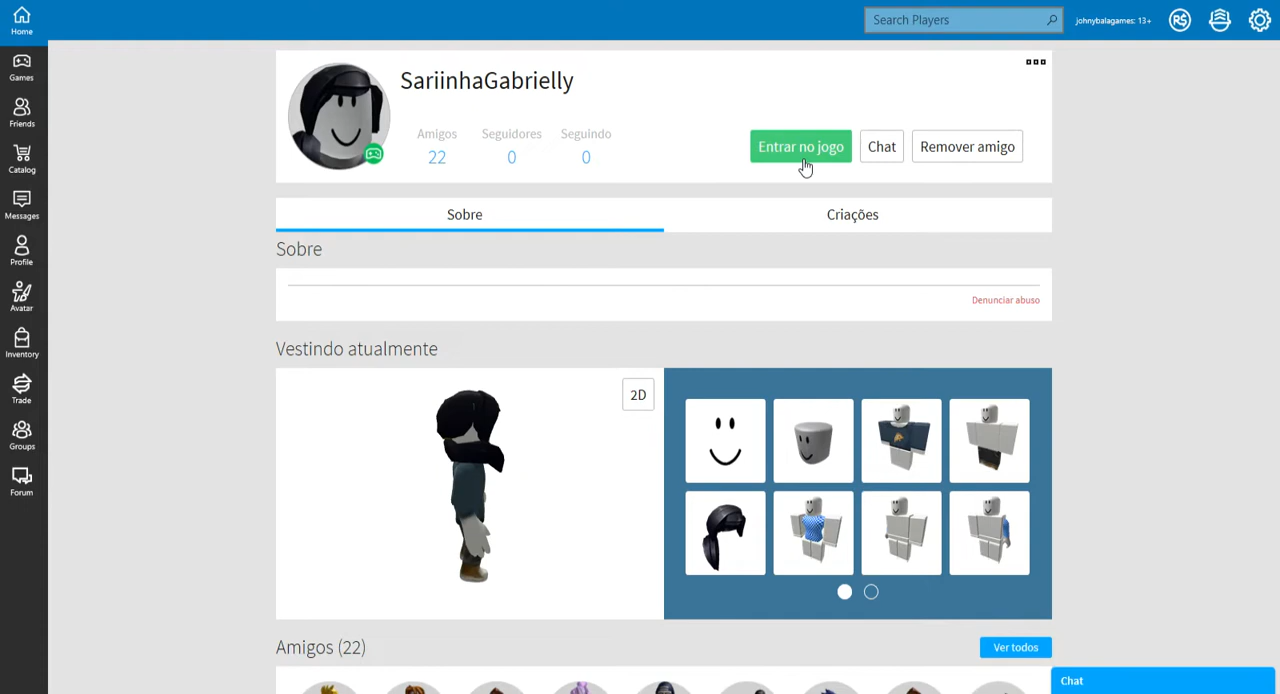 Home
Search Players
johnybalagames: 13+
R$
Games
Friends
Catalog
Messages
Profile
Avatar
Inventory
Trade
Groups
Forum
SariinhaGabrielly
Amigos Seguidores Seguindo
22 0 0
Entrar no jogo Chat Remover amigo
Sobre Criações
Sobre
Denunciar abuso
Vestindo atualmente
2D
Amigos (22)
Ver todos
Chat